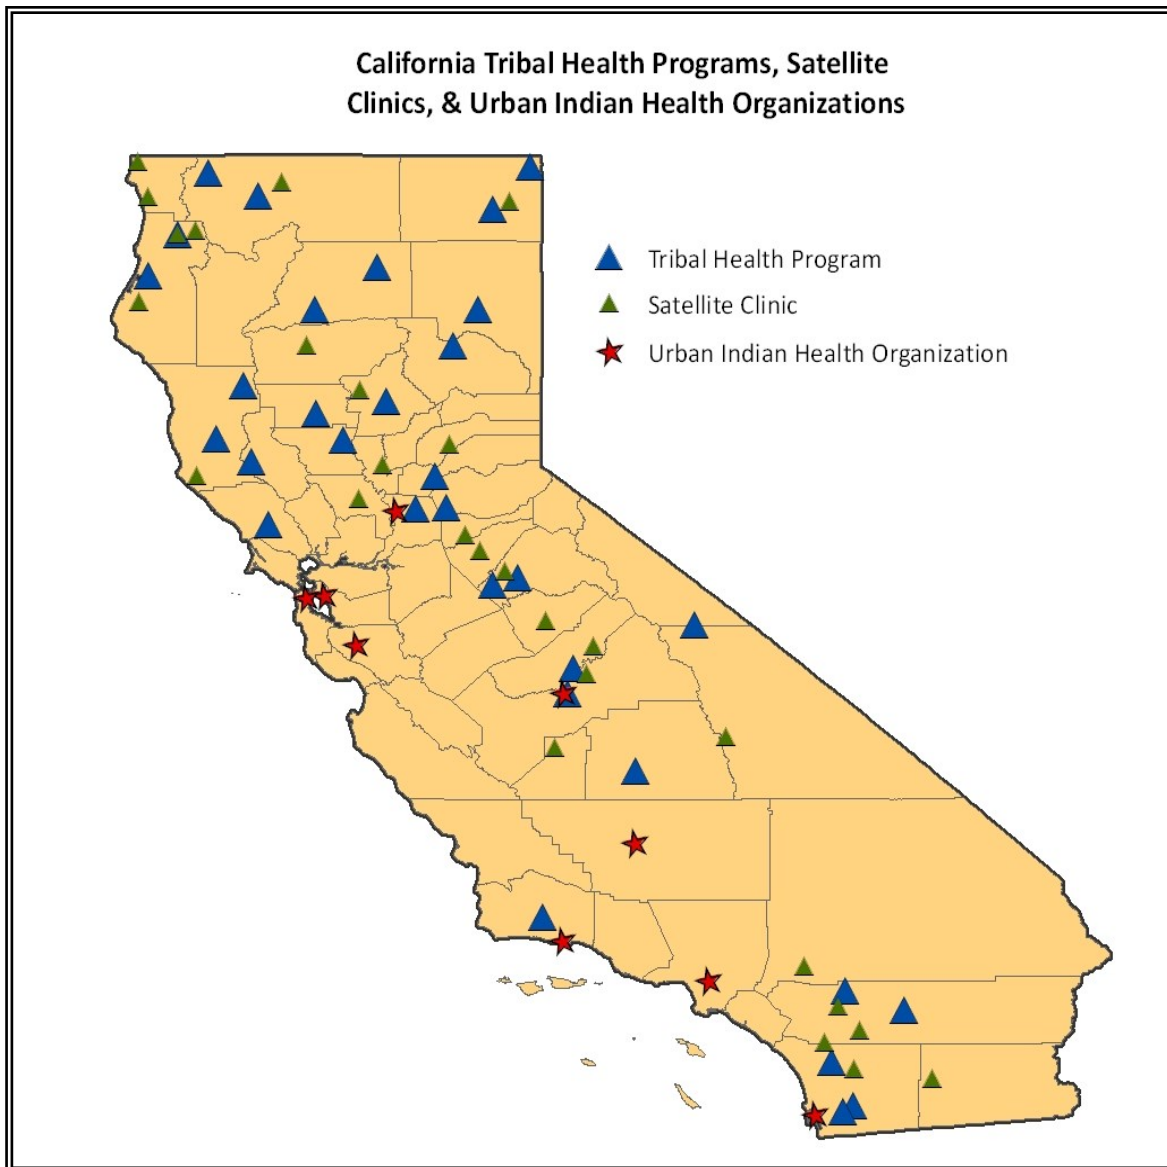 California Tribal Health Programs, Satellite
Clinics, & Urban Indian Health Organizations
Tribal Health Program
Satellite Clinic
Urban Indian Health Organization